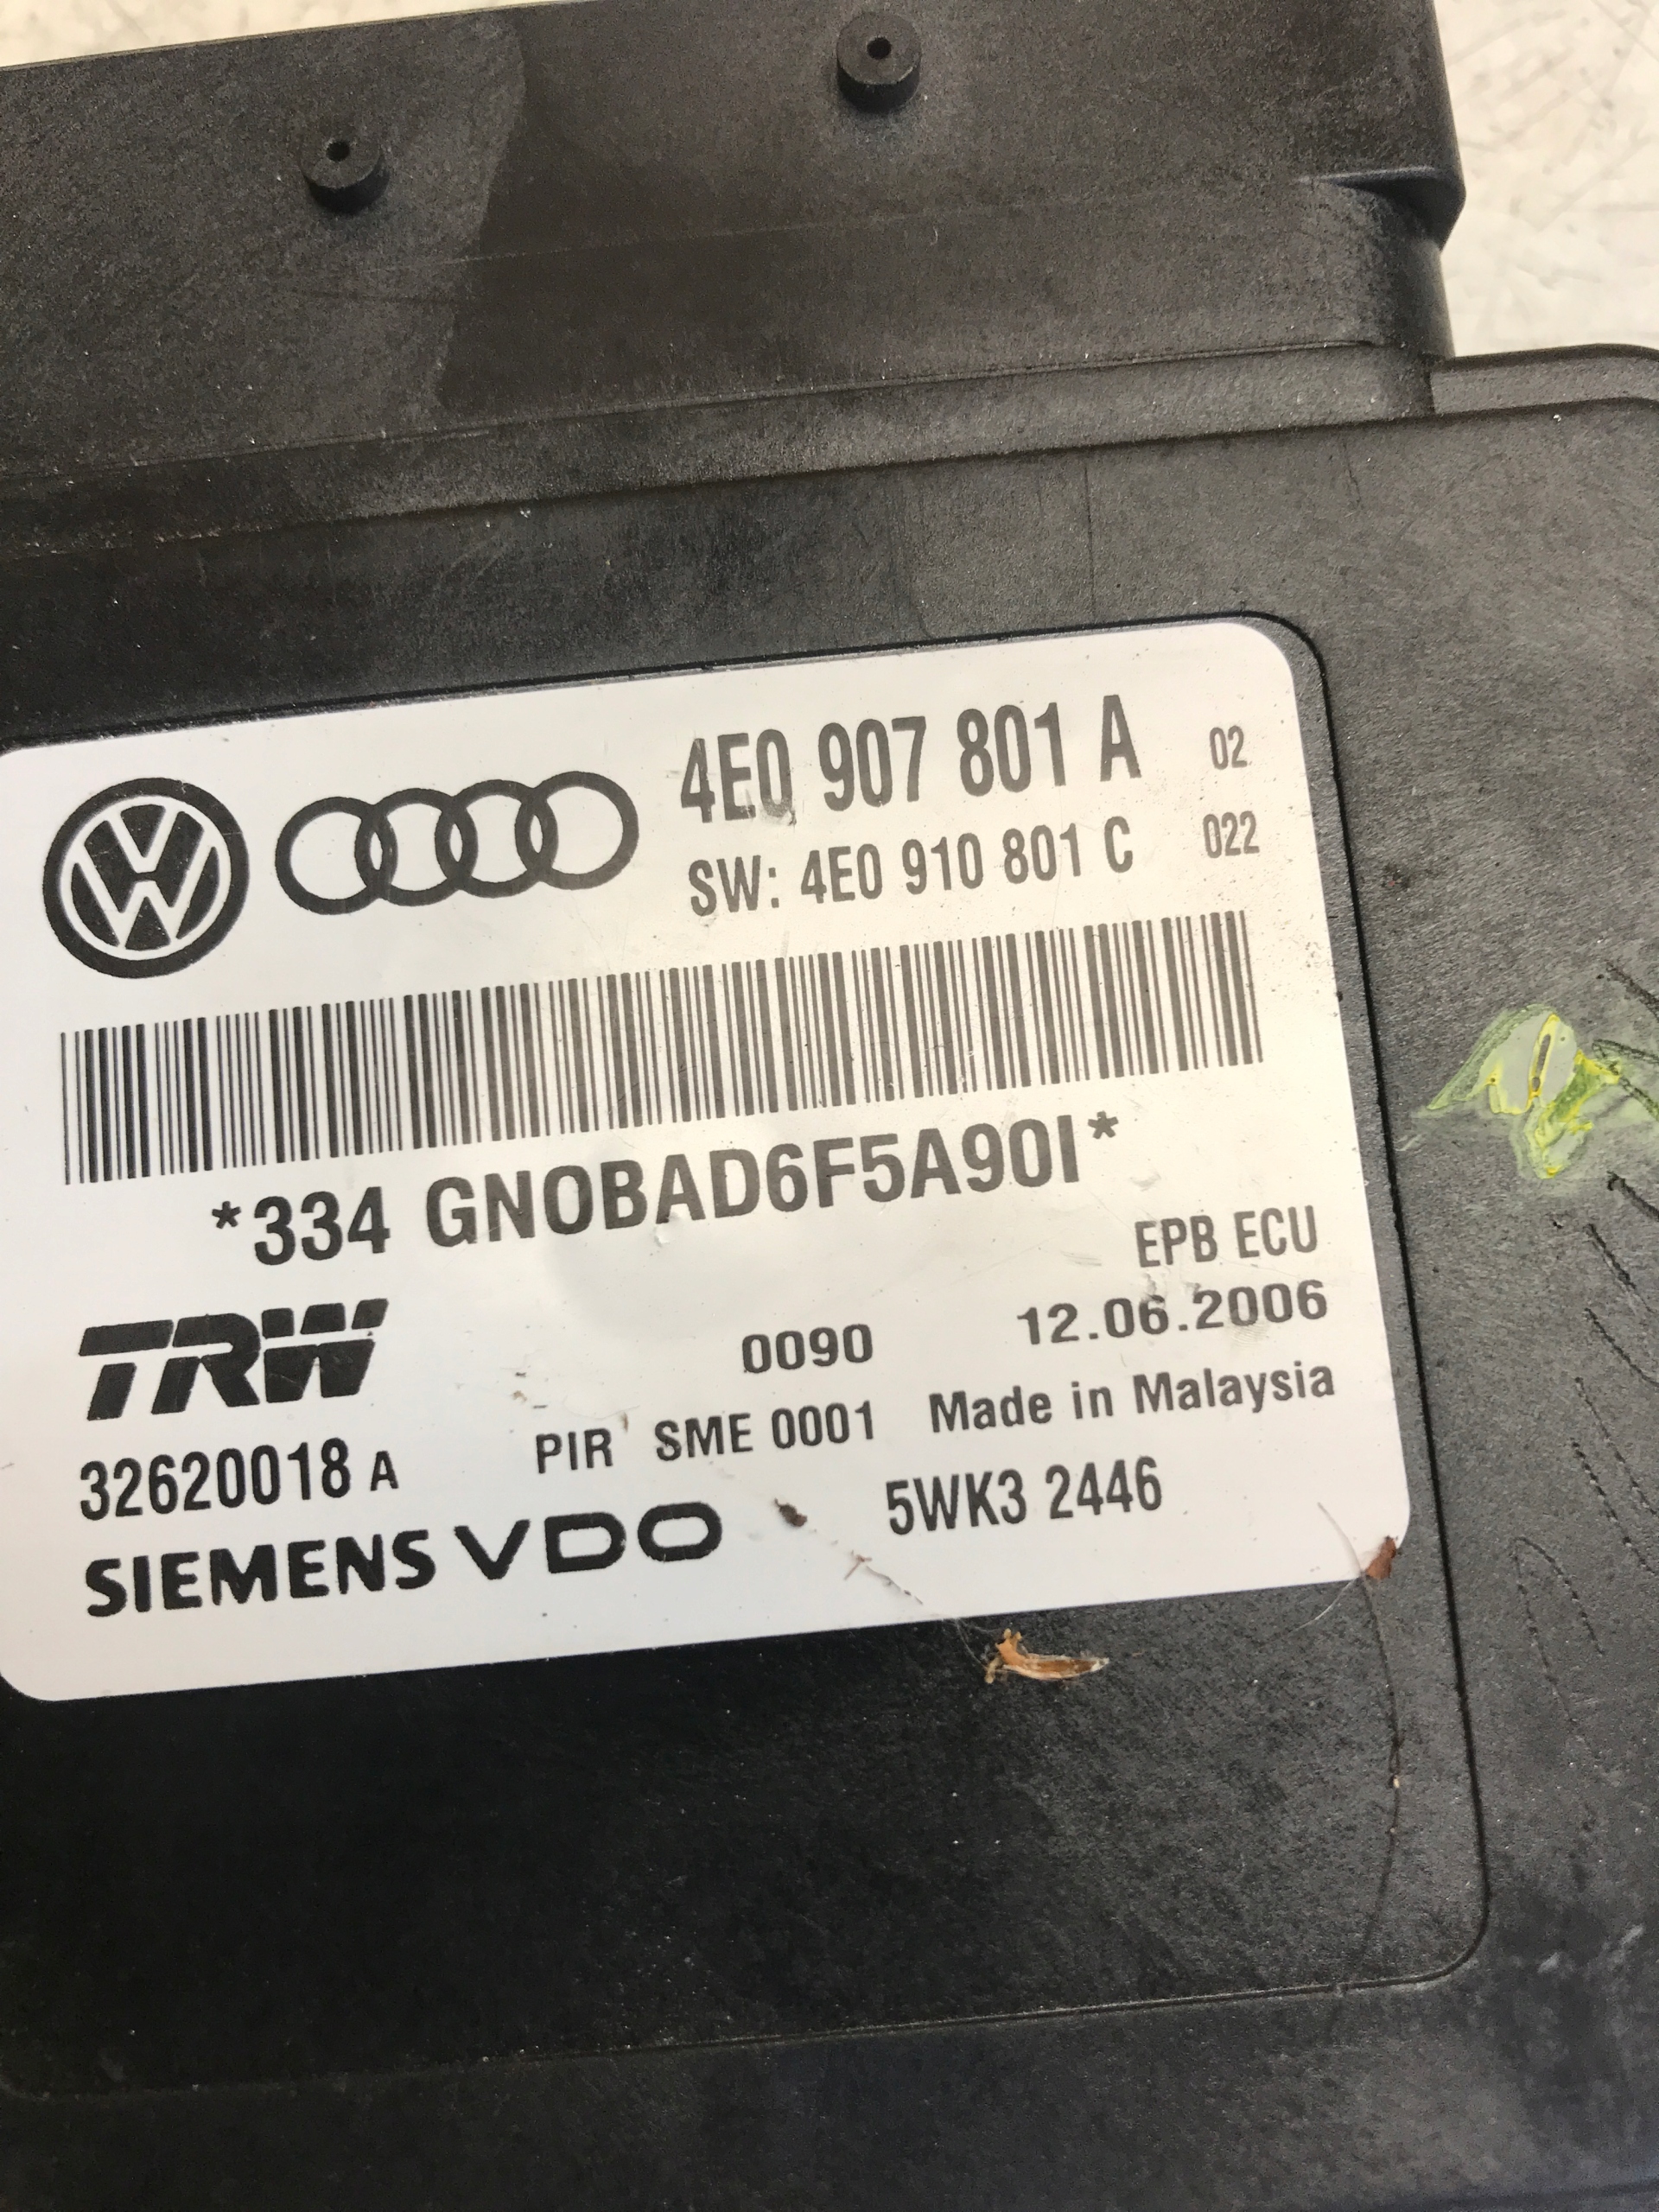 4E0 907 801 A 02
SW: 4E0 910 801 C 022
*334 GNOBAD6F5A90I*
EPB ECU
TRW 0090 12.06.2006
32620018 A PIR SME 0001 Made in Malaysia
SIEMENS VDO 5WK3 2446